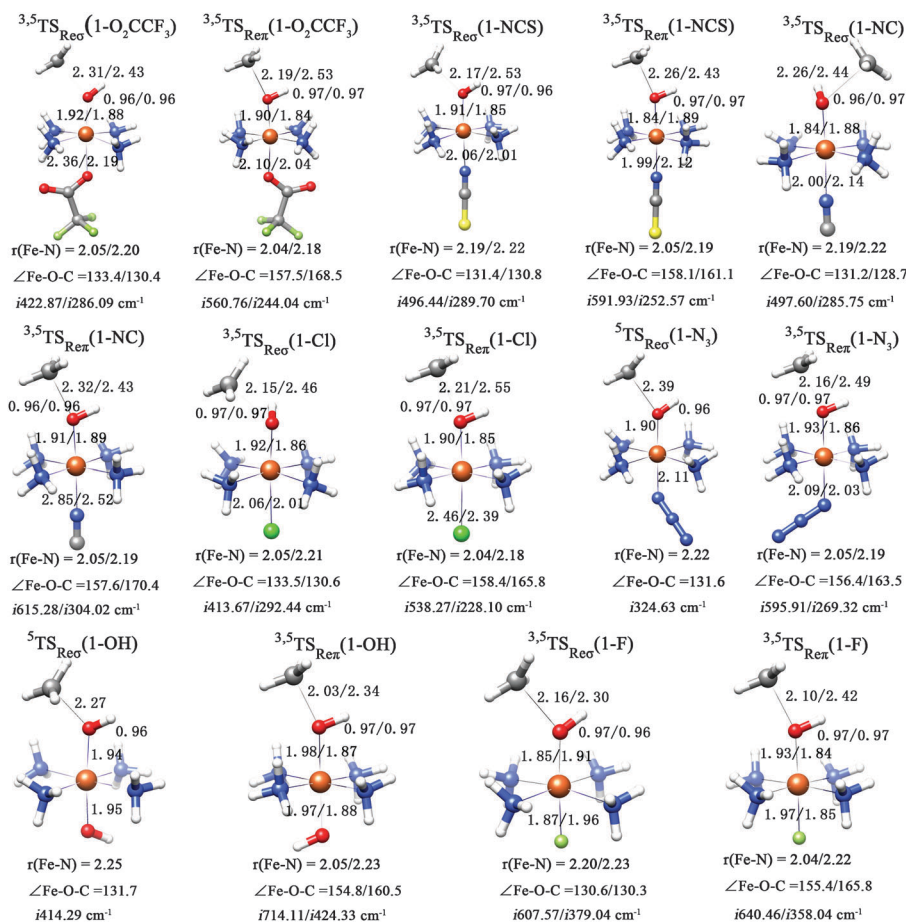 3,5TSReσ(1-O2CCF3)
2.31/2.43
0.96/0.96
1.92/1.88
2.36/2.19
r(Fe-N) = 2.05/2.20
∠Fe-O-C =133.4/130.4
i422.87/i286.09 cm-1
3,5TSReπ(1-O2CCF3)
2.19/2.53
0.97/0.97
1.90/1.84
2.10/2.04
r(Fe-N) = 2.04/2.18
∠Fe-O-C =157.5/168.5
i560.76/i244.04 cm-1
3,5TSReσ(1-NCS)
2.17/2.53
0.97/0.96
1.91/1.85
2.06/2.01
r(Fe-N) = 2.19/2.22
∠Fe-O-C =131.4/130.8
i496.44/i289.70 cm-1
3,5TSReπ(1-NCS)
2.26/2.43
0.97/0.97
1.84/1.89
1.99/2.12
r(Fe-N) = 2.05/2.19
∠Fe-O-C =158.1/161.1
i591.93/i252.57 cm-1
3,5TSReσ(1-NC)
2.26/2.44
0.96/0.97
1.84/1.88
2.00/2.14
r(Fe-N) = 2.19/2.22
∠Fe-O-C =131.2/128.7
i497.60/i285.75 cm-1
3,5TSReπ(1-NC)
2.32/2.43
0.96/0.96
1.91/1.89
2.85/2.52
r(Fe-N) = 2.05/2.19
∠Fe-O-C =157.6/170.4
i615.28/i304.02 cm-1
3,5TSReσ(1-Cl)
2.15/2.46
0.97/0.97
1.92/1.86
2.06/2.01
r(Fe-N) = 2.05/2.21
∠Fe-O-C =133.5/130.6
i413.67/i292.44 cm-1
3,5TSReπ(1-Cl)
2.21/2.55
0.97/0.97
1.90/1.85
2.46/2.39
r(Fe-N) = 2.04/2.18
∠Fe-O-C =158.4/165.8
i538.27/i228.10 cm-1
5TSReσ(1-N3)
2.39
0.96
1.90
2.11
r(Fe-N) = 2.22
∠Fe-O-C =131.6
i324.63 cm-1
3,5TSReπ(1-N3)
2.16/2.49
0.97/0.97
1.93/1.86
2.09/2.03
r(Fe-N) = 2.05/2.19
∠Fe-O-C =156.4/163.5
i595.91/i269.32 cm-1
5TSReσ(1-OH)
2.27
0.96
1.94
1.95
r(Fe-N) = 2.25
∠Fe-O-C =131.7
i414.29 cm-1
3,5TSReπ(1-OH)
2.03/2.34
0.97/0.97
1.98/1.87
1.97/1.88
r(Fe-N) = 2.05/2.23
∠Fe-O-C =154.8/160.5
i714.11/i424.33 cm-1
3,5TSReσ(1-F)
2.16/2.30
0.97/0.96
1.85/1.91
1.87/1.96
r(Fe-N) = 2.20/2.23
∠Fe-O-C =130.6/130.3
i607.57/i379.04 cm-1
3,5TSReπ(1-F)
2.10/2.42
0.97/0.97
1.93/1.84
1.97/1.85
r(Fe-N) = 2.04/2.22
∠Fe-O-C =155.4/165.8
i640.46/i358.04 cm-1